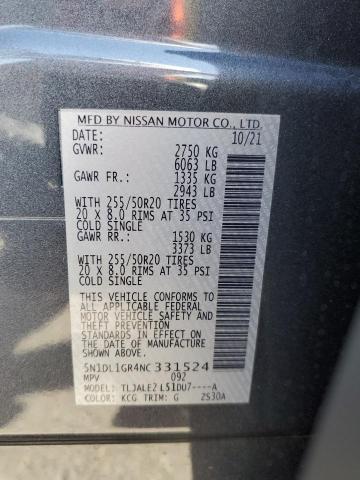 MFD BY NISSAN MOTOR CO., LTD.
DATE: 10/21
GVWR: 2750 KG
6063 LB
GAWR FR.: 1335 KG
2943 LB
WITH 255/50R20 TIRES
20 x 8.0 RIMS AT 35 PSI
COLD SINGLE
GAWR RR.: 1530 KG
3373 LB
WITH 255/50R20 TIRES
20 x 8.0 RIMS AT 35 PSI
COLD SINGLE
THIS VEHICLE CONFORMS TO
ALL APPLICABLE FEDERAL
MOTOR VEHICLE SAFETY
STANDARDS IN EFFECT ON THE
DATE OF MANUFACTURE SHOWN
ABOVE.
5N1DL1GR4NC331524
MPV 092
MODEL: TLJALEZ L51DU7----A
COLOR: KCG TRIM: G 2S30A